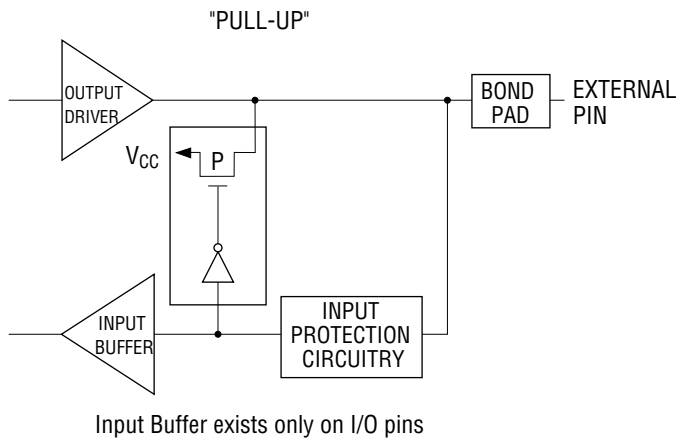 "PULL-UP"
OUTPUT
DRIVER
BOND
PAD
EXTERNAL
PIN
VCC
P
INPUT
BUFFER
INPUT
PROTECTION
CIRCUITRY
Input Buffer exists only on I/O pins